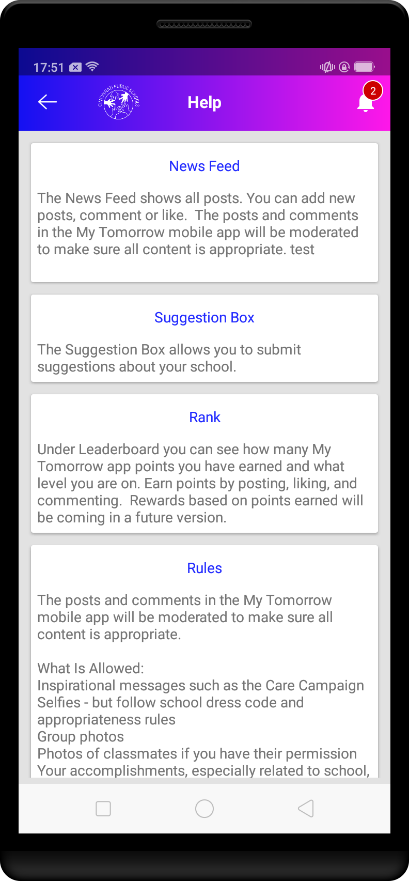 17:51
Help
2
News Feed
The News Feed shows all posts. You can add new
posts, comment or like.  The posts and comments
in the My Tomorrow mobile app will be moderated
to make sure all content is appropriate. test
Suggestion Box
The Suggestion Box allows you to submit
suggestions about your school.
Rank
Under Leaderboard you can see how many My
Tomorrow app points you have earned and what
level you are on. Earn points by posting, liking, and
commenting.  Rewards based on points earned will
be coming in a future version.
Rules
The posts and comments in the My Tomorrow
mobile app will be moderated to make sure all
content is appropriate.
What Is Allowed:
Inspirational messages such as the Care Campaign
Selfies - but follow school dress code and
appropriateness rules
Group photos
Photos of classmates if you have their permission
Your accomplishments, especially related to school,